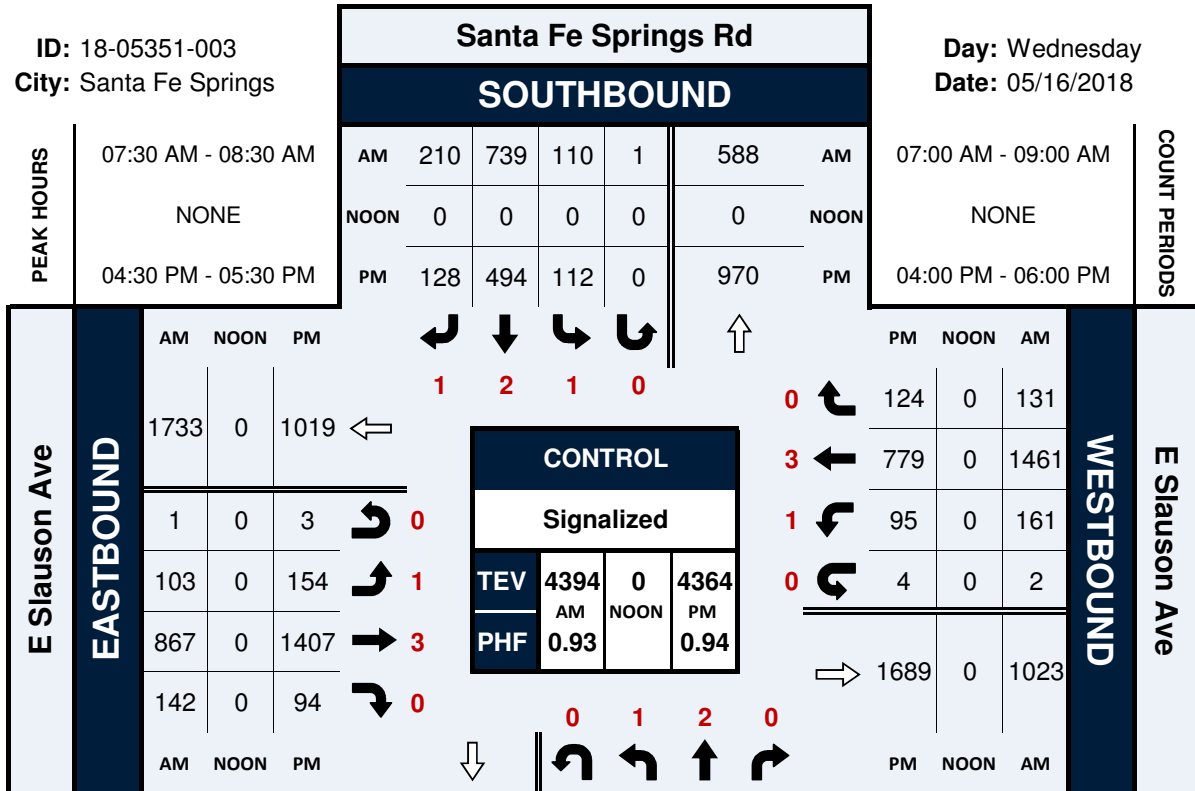 ID: 18-05351-003
City: Santa Fe Springs
Santa Fe Springs Rd
SOUTHBOUND
Day: Wednesday
Date: 05/16/2018
PEAK HOURS
07:30 AM - 08:30 AM
NONE
04:30 PM - 05:30 PM
AM 210 739 110 1 588 AM
NOON 0 0 0 0 0 NOON
PM 128 494 112 0 970 PM
07:00 AM - 09:00 AM
NONE
04:00 PM - 06:00 PM
COUNT PERIODS
1 2 1 0
E Slauson Ave
EASTBOUND
AM NOON PM
1733 0 1019
1 0 3 0
103 0 154 1
867 0 1407 3
142 0 94 0
AM NOON PM
CONTROL
Signalized
TEV 4394 0 4364
AM NOON PM
PHF 0.93 0.94
PM NOON AM
0 124 0 131
3 779 0 1461
1 95 0 161
0 4 0 2
1689 0 1023
PM NOON AM
WESTBOUND
E Slauson Ave
0 1 2 0